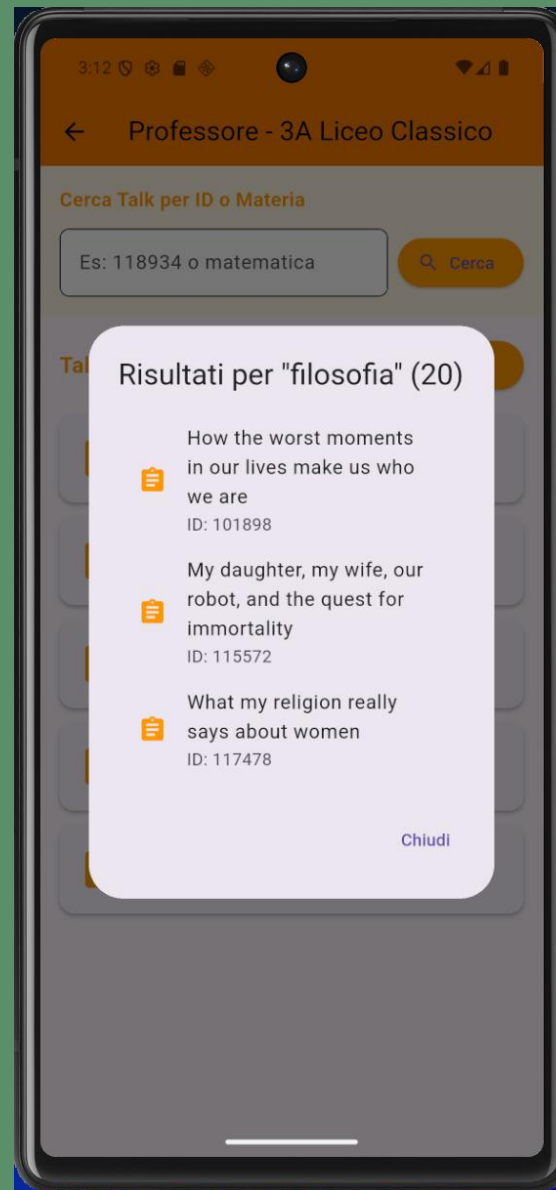 3:12
Professore - 3A Liceo Classico
Cerca Talk per ID o Materia
Es: 118934 o matematica
Cerca
Tal
Risultati per "filosofia" (20)
How the worst moments
in our lives make us who
we are
ID: 101898
My daughter, my wife, our
robot, and the quest for
immortality
ID: 115572
What my religion really
says about women
ID: 117478
Chiudi